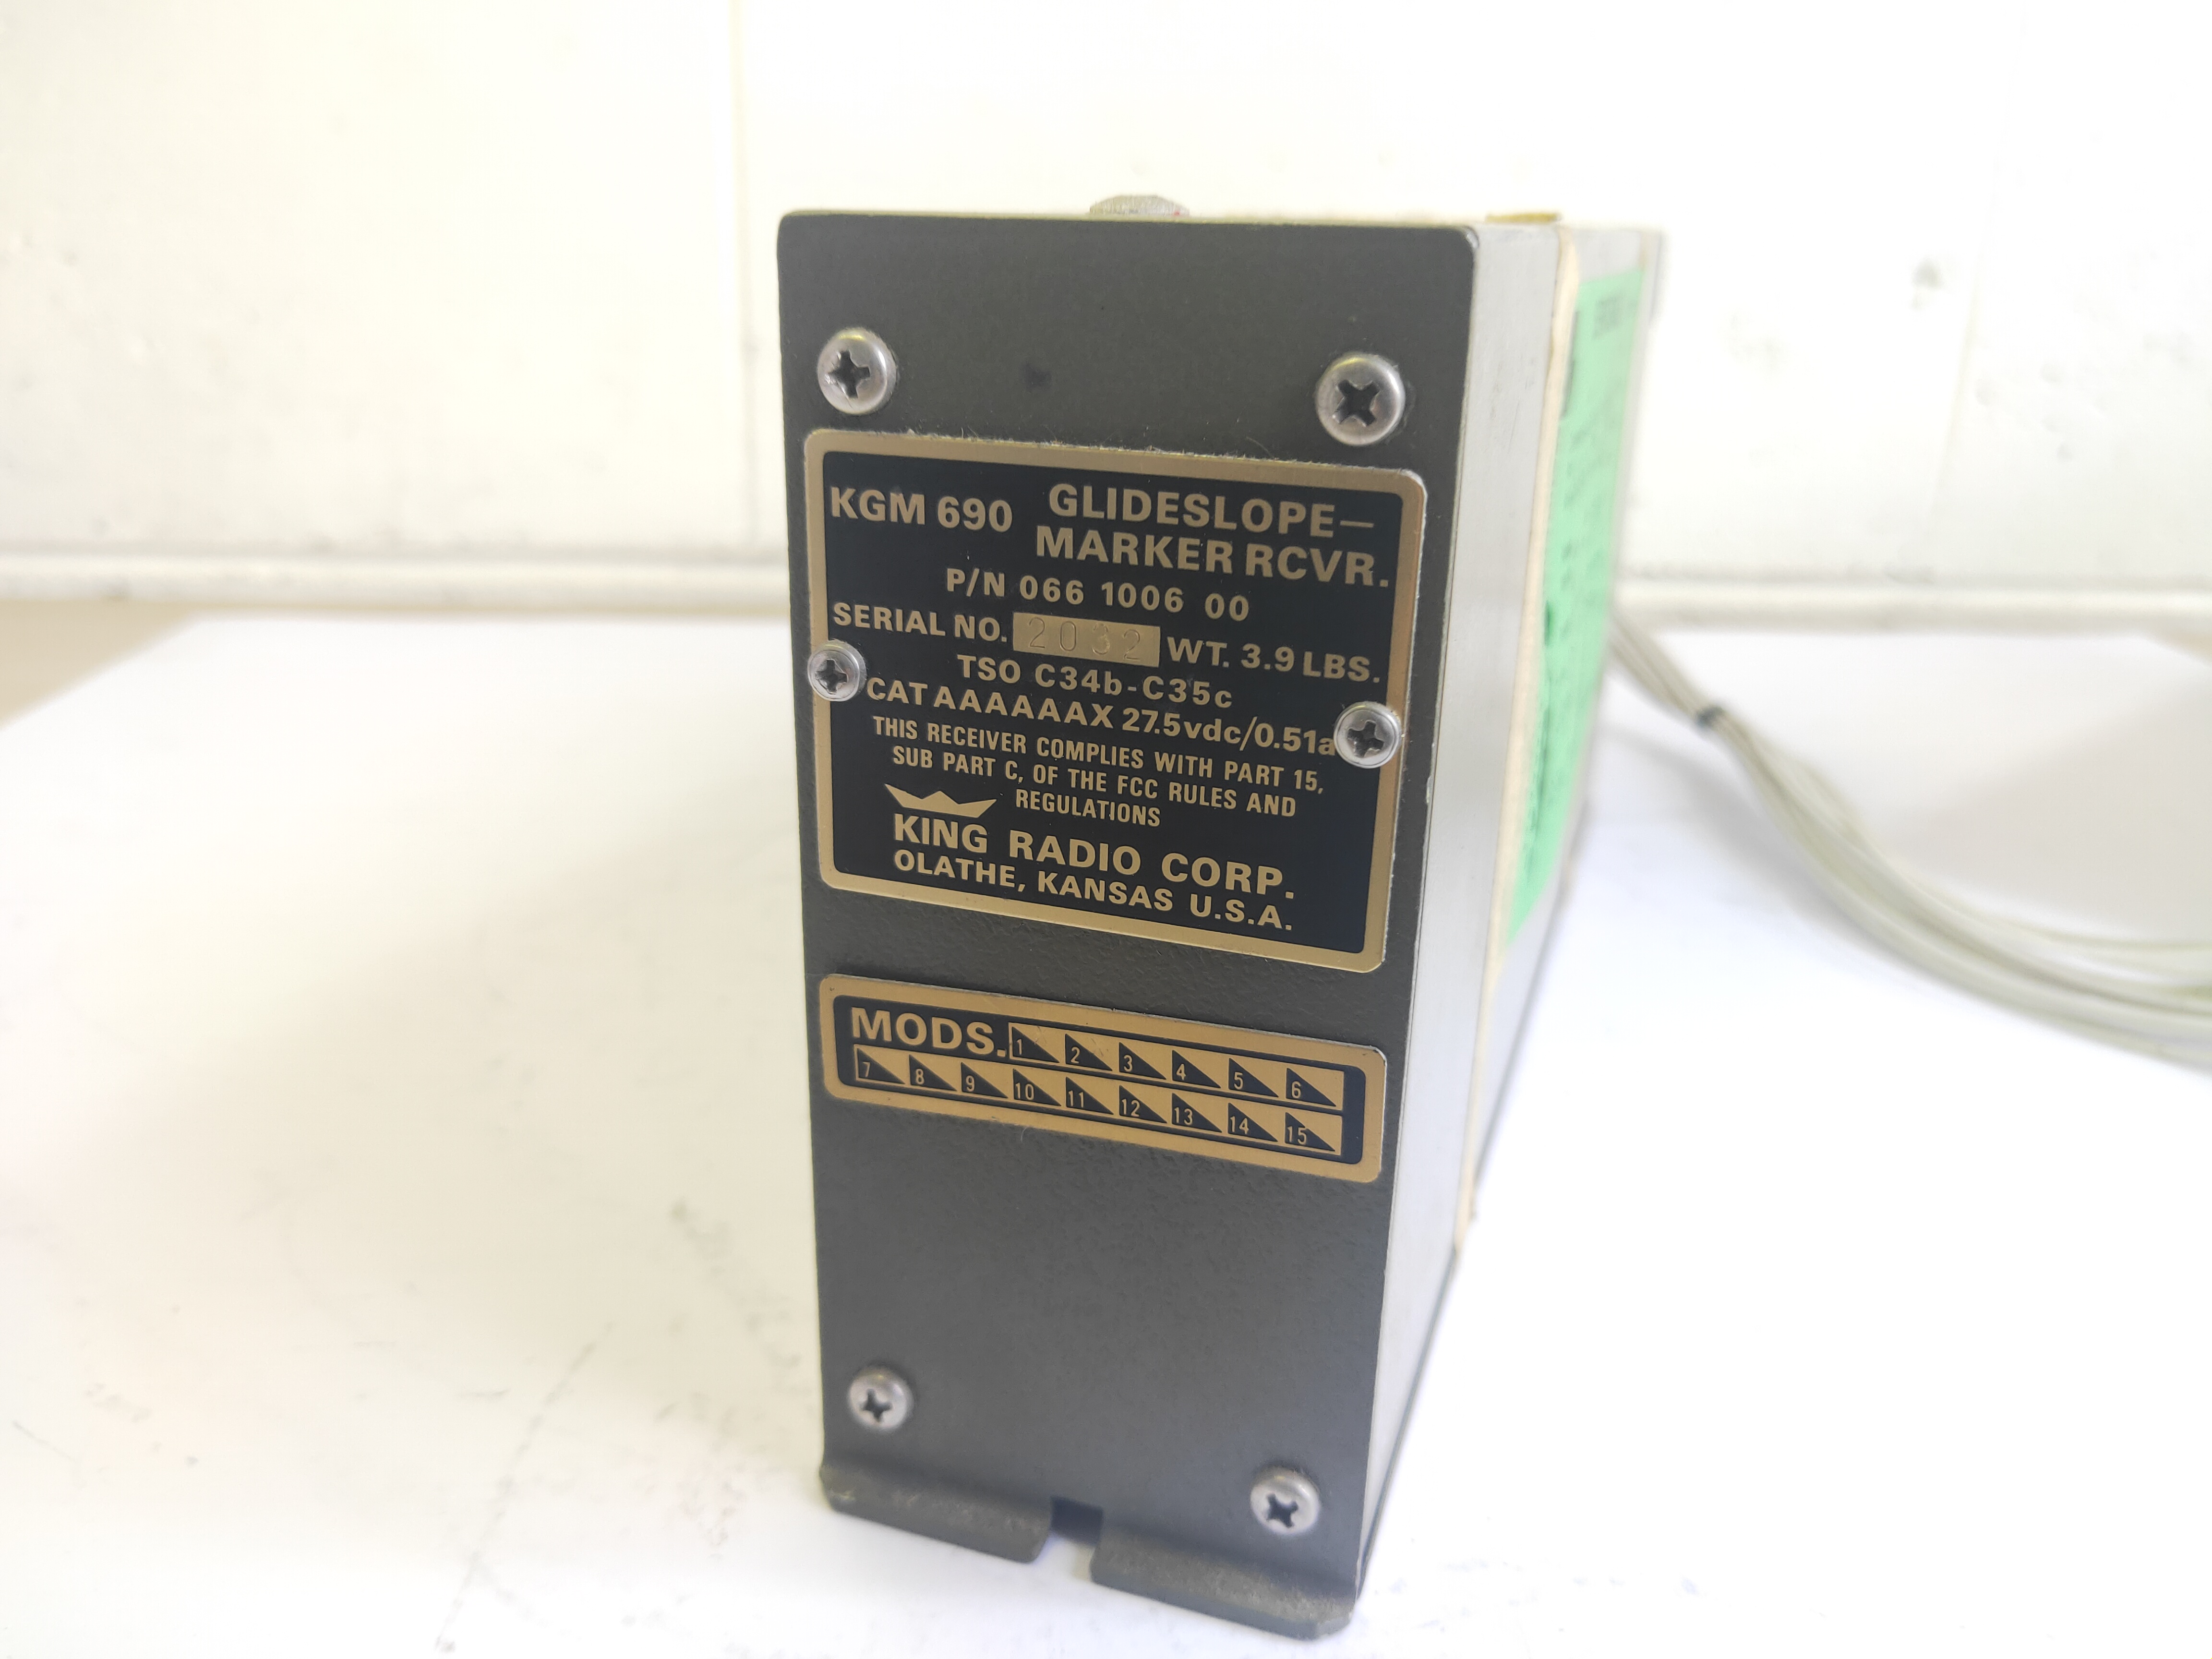 KGM 690 GLIDESLOPE—
MARKER RCVR.
P/N 066 1006 00
SERIAL NO. 2032 WT. 3.9 LBS.
TSO C34b-C35c
CAT AAAAAAX 27.5vdc/0.51a
THIS RECEIVER COMPLIES WITH PART 15,
SUB PART C, OF THE FCC RULES AND
REGULATIONS
KING RADIO CORP.
OLATHE, KANSAS U.S.A.
MODS. 1 2 3 4 5 6
7 8 9 10 11 12 13 14 15